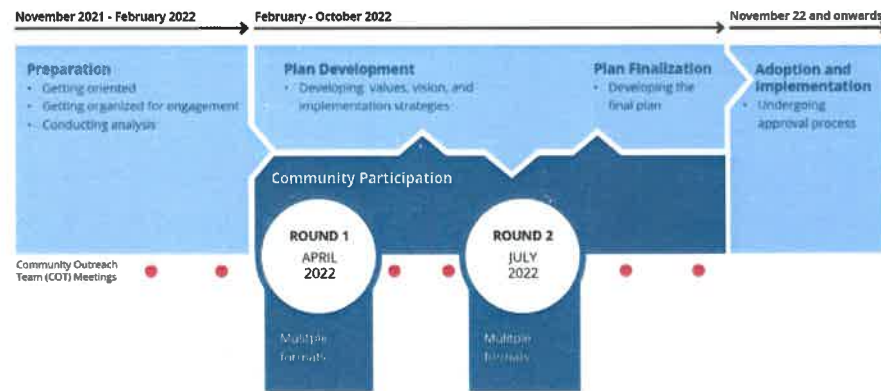 November 2021 - February 2022
February - October 2022
November 22 and onwards
Preparation
• Getting oriented
• Getting organized for engagement
• Conducting analysis
Plan Development
• Developing values, vision, and
implementation strategies
Plan Finalization
• Developing the
final plan
Adoption and
Implementation
• Undergoing
approval process
Community Participation
ROUND 1
APRIL
2022
ROUND 2
JULY
2022
Community Outreach
Team (COT) Meetings
Mulitple
formats
Mulitple
formats